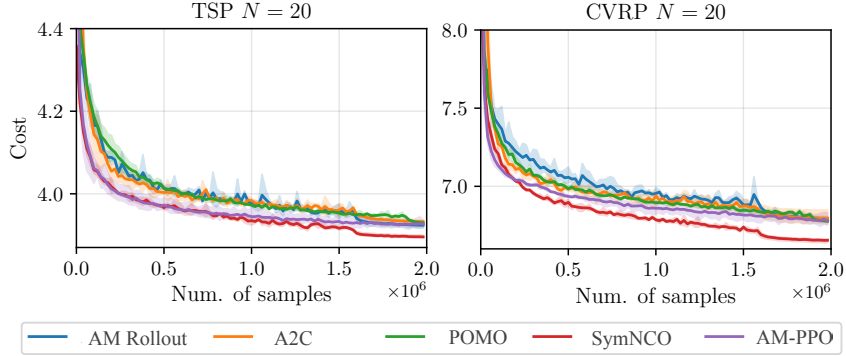 TSP N = 20
CVRP N = 20
4.4
4.2
4.0
Cost
0.0 0.5 1.0 1.5 2.0
Num. of samples
×10^6
8.0
7.5
7.0
0.0 0.5 1.0 1.5 2.0
Num. of samples
×10^6
AM Rollout A2C POMO SymNCO AM-PPO